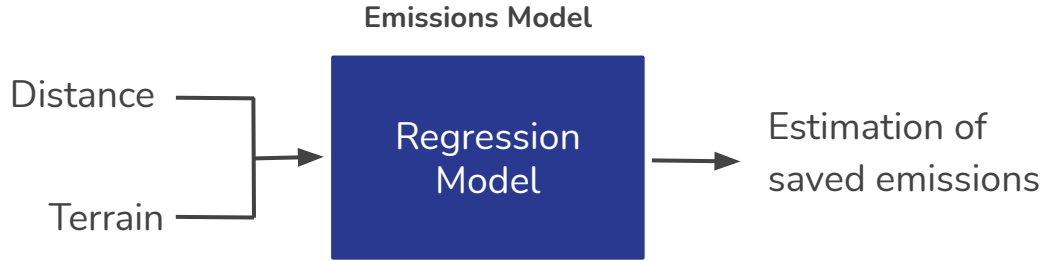 Emissions Model
Distance
Terrain
Regression
Model
Estimation of
saved emissions